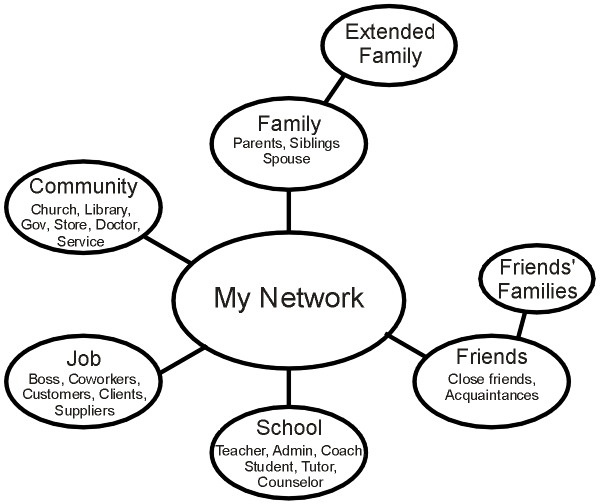 Extended
Family
Family
Parents, Siblings
Spouse
Community
Church, Library,
Gov, Store, Doctor,
Service
My Network
Friends'
Families
Job
Boss, Coworkers,
Customers, Clients,
Suppliers
Friends
Close friends,
Acquaintances
School
Teacher, Admin, Coach
Student, Tutor,
Counselor